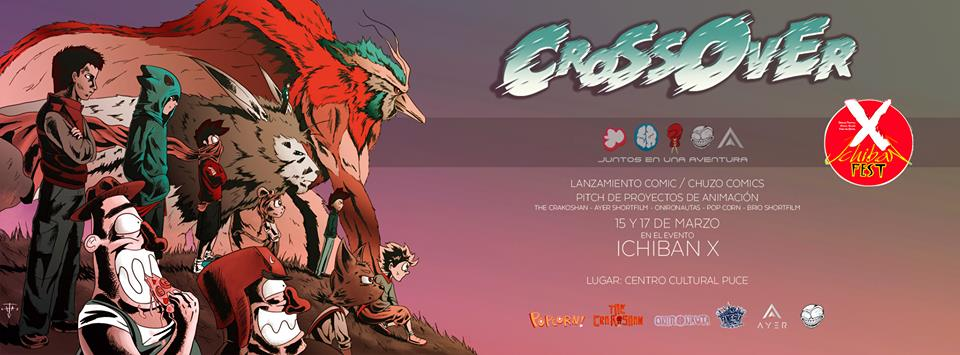 CROSSOVER
X
Ichiban
FEST
JUNTOS EN UNA AVENTURA
LANZAMIENTO COMIC / CHUZO COMICS
PITCH DE PROYECTOS DE ANIMACIÓN
THE CRAKOSHAN - AYER SHORTFILM - ONIRONAUTAS - POP CORN - BIRIO SHORTFILM
15 Y 17 DE MARZO
EN EL EVENTO
ICHIBAN X
LUGAR: CENTRO CULTURAL PUCE
POPCORN!
THE CRAKOSHAN
AYER